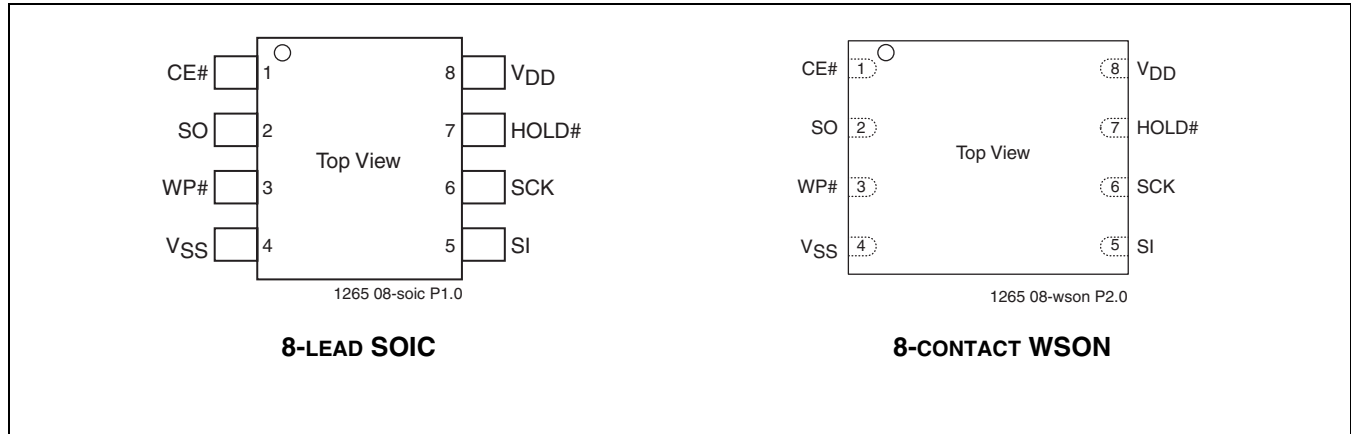 CE# 1 8 VDD
SO 2 7 HOLD#
Top View
WP# 3 6 SCK
VSS 4 5 SI
1265 08-soic P1.0
8-LEAD SOIC
CE# 1 8 VDD
SO 2 7 HOLD#
Top View
WP# 3 6 SCK
VSS 4 5 SI
1265 08-wson P2.0
8-CONTACT WSON